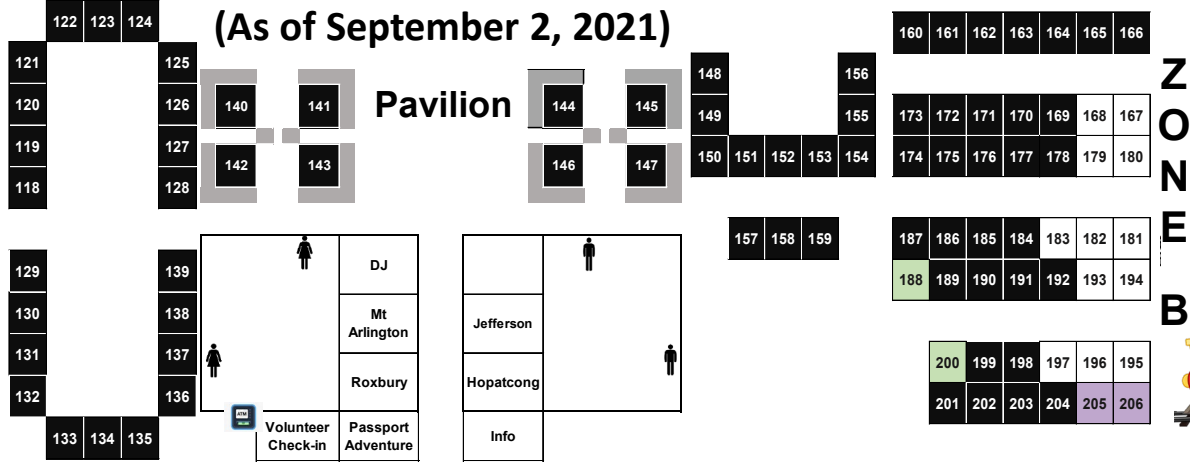 (As of September 2, 2021)
122 123 124
160 161 162 163 164 165 166
121 125
148 156
120 126
140 141 Pavilion 144 145
149 155
173 172 171 170 169 168 167
119 127
142 143 146 147
150 151 152 153 154
174 175 176 177 178 179 180
118 128
157 158 159
187 186 185 184 183 182 181
188 189 190 191 192 193 194
129 139
DJ
130 138
Mt
Arlington
Jefferson
131 137
Roxbury
Hopatcong
132 136
200 199 198 197 196 195
201 202 203 204 205 206
133 134 135
ATM
Volunteer
Check-in
Passport
Adventure
Info
ZONE B